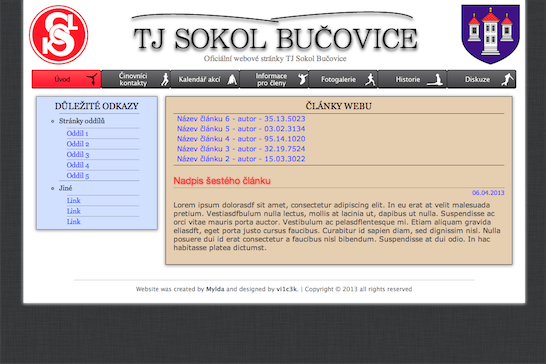 TJ SOKOL BUČOVICE
Oficiální webové stránky TJ Sokol Bučovice
Úvod
Činovníci kontakty
Kalendář akcí
Informace pro členy
Fotogalerie
Historie
Diskuze
DŮLEŽITÉ ODKAZY
Stránky oddílů
Oddíl 1
Oddíl 2
Oddíl 3
Oddíl 4
Oddíl 5
Jiné
Link
Link
Link
ČLÁNKY WEBU
Název článku 6 - autor - 35.13.5023
Název článku 5 - autor - 03.02.3134
Název článku 4 - autor - 95.14.1020
Název článku 3 - autor - 32.19.7524
Název článku 2 - autor - 15.03.3022
Nadpis šestého článku
06.04.2013
Lorem ipsum dolorasdf sit amet, consectetur adipiscing elit. In eu erat at velit malesuada
pretium. Vestiasdfbulum nulla lectus, mollis at lacinia ut, dapibus ut nulla. Suspendisse ac
orci vitae mauris porta auctor. Vestibulum ac pelasdflentesque mi. Etiam aliquam gravida
eliasdft, eget porta justo cursus faucibus. Curabitur id sapien diam, sed dignissim nisl. Nulla
posuere dui id erat consectetur a faucibus nisl bibendum. Suspendisse at dui odio. In hac
habitasse platea dictumst.
Website was created by Mylda and designed by vi1c3k. | Copyright © 2013 all rights reserved